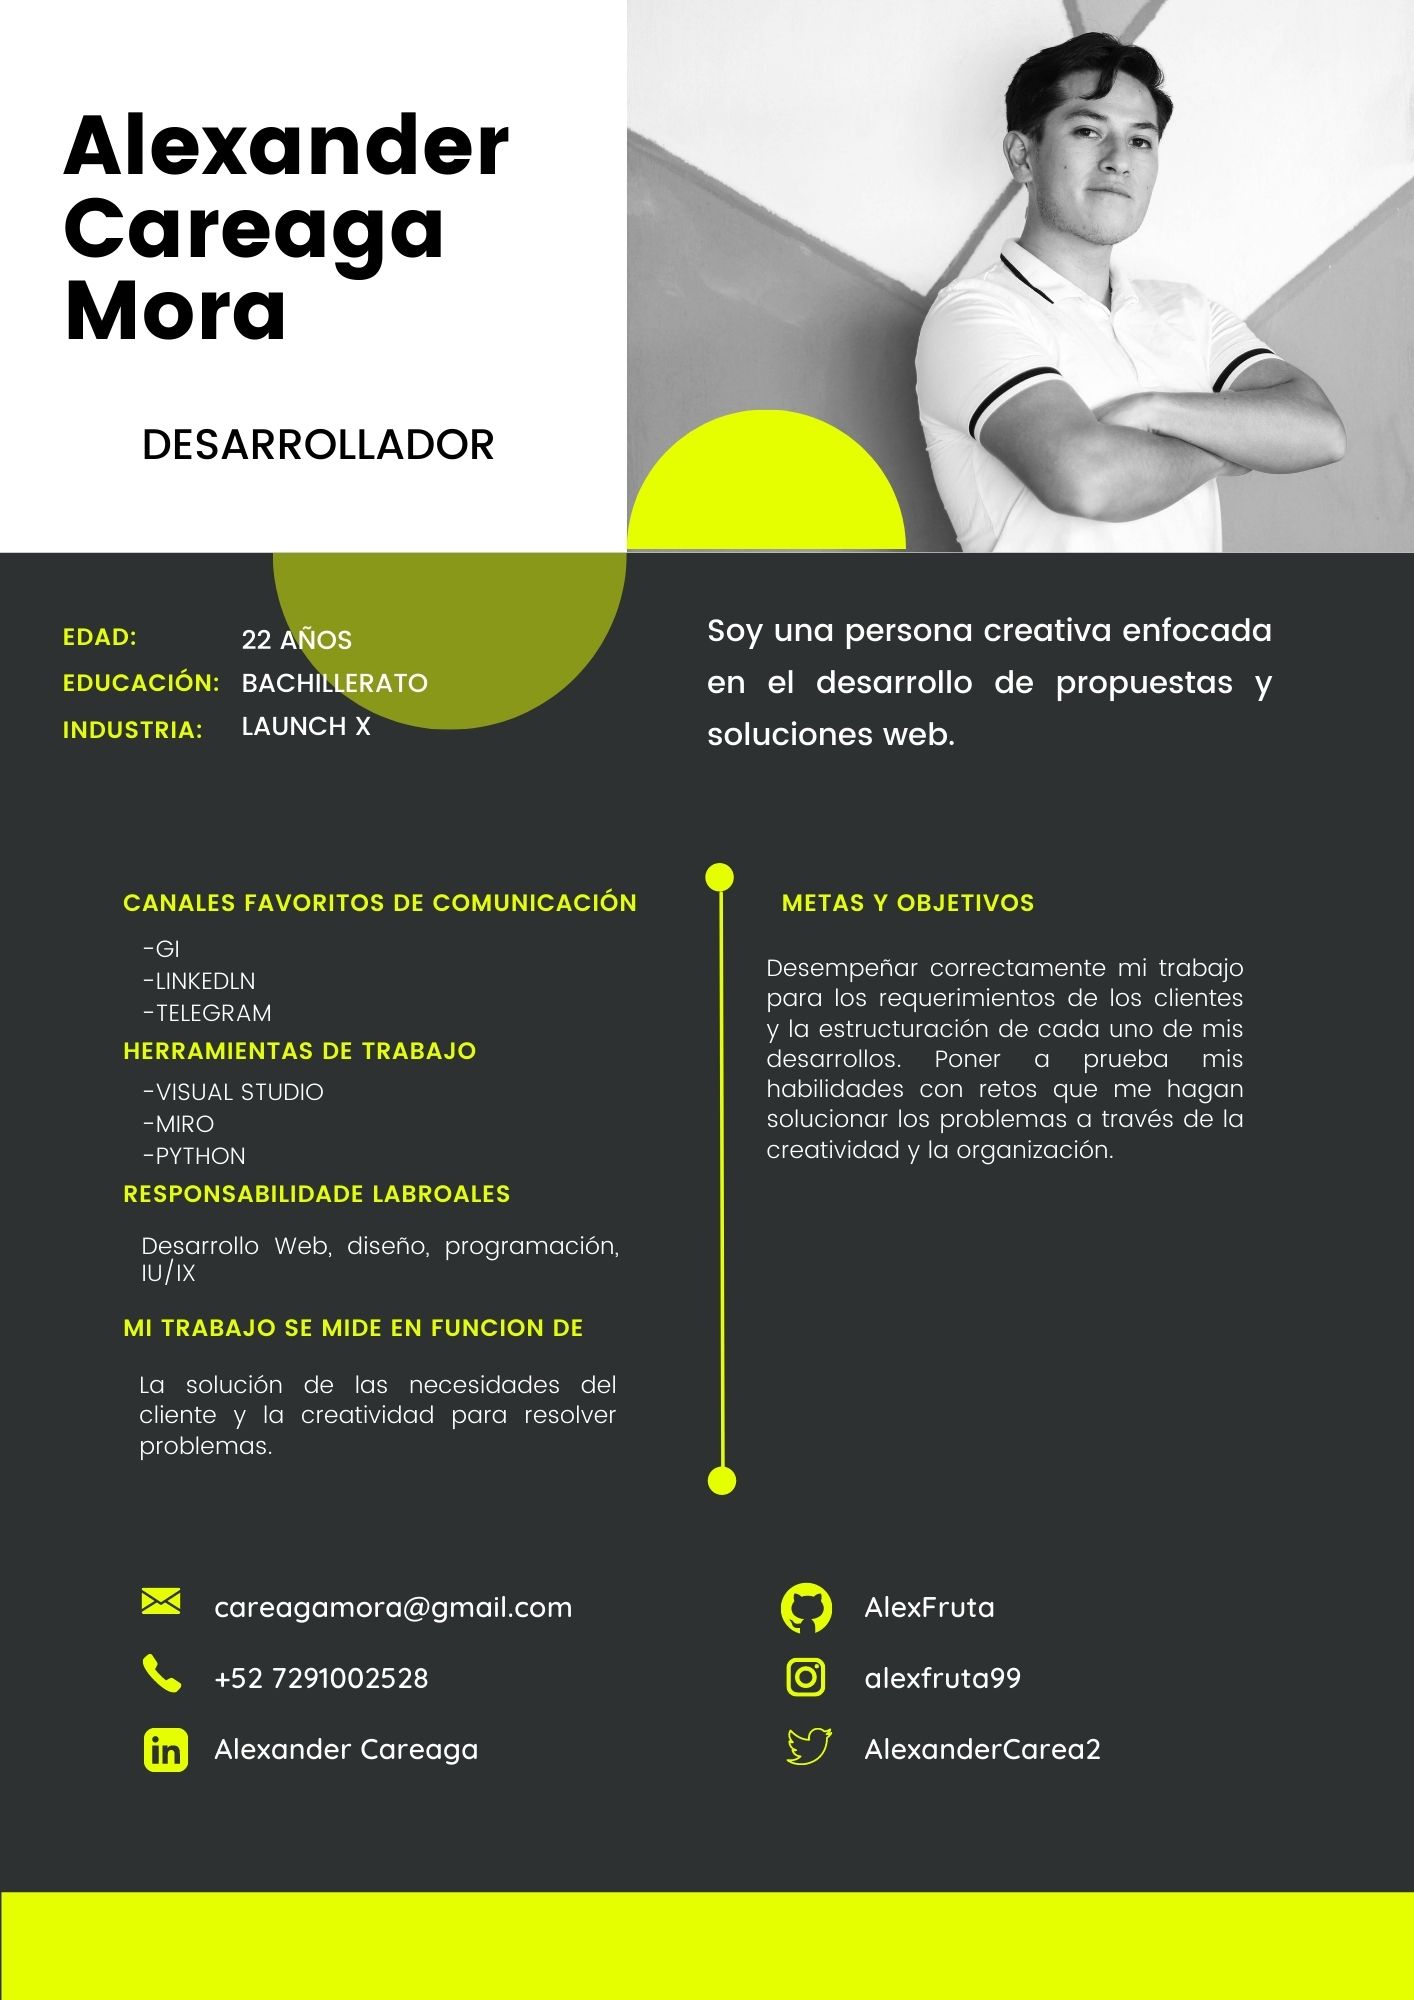 Alexander
Careaga
Mora
DESARROLLADOR
EDAD: 22 AÑOS
EDUCACIÓN: BACHILLERATO
INDUSTRIA: LAUNCH X
Soy una persona creativa enfocada
en el desarrollo de propuestas y
soluciones web.
CANALES FAVORITOS DE COMUNICACIÓN
-GI
-LINKEDLN
-TELEGRAM
HERRAMIENTAS DE TRABAJO
-VISUAL STUDIO
-MIRO
-PYTHON
RESPONSABILIDADE LABROALES
Desarrollo Web, diseño, programación,
IU/IX
MI TRABAJO SE MIDE EN FUNCION DE
La solución de las necesidades del
cliente y la creatividad para resolver
problemas.
METAS Y OBJETIVOS
Desempeñar correctamente mi trabajo
para los requerimientos de los clientes
y la estructuración de cada uno de mis
desarrollos. Poner a prueba mis
habilidades con retos que me hagan
solucionar los problemas a través de la
creatividad y la organización.
careagamora@gmail.com
+52 7291002528
in Alexander Careaga
AlexFruta
alexfruta99
AlexanderCarea2